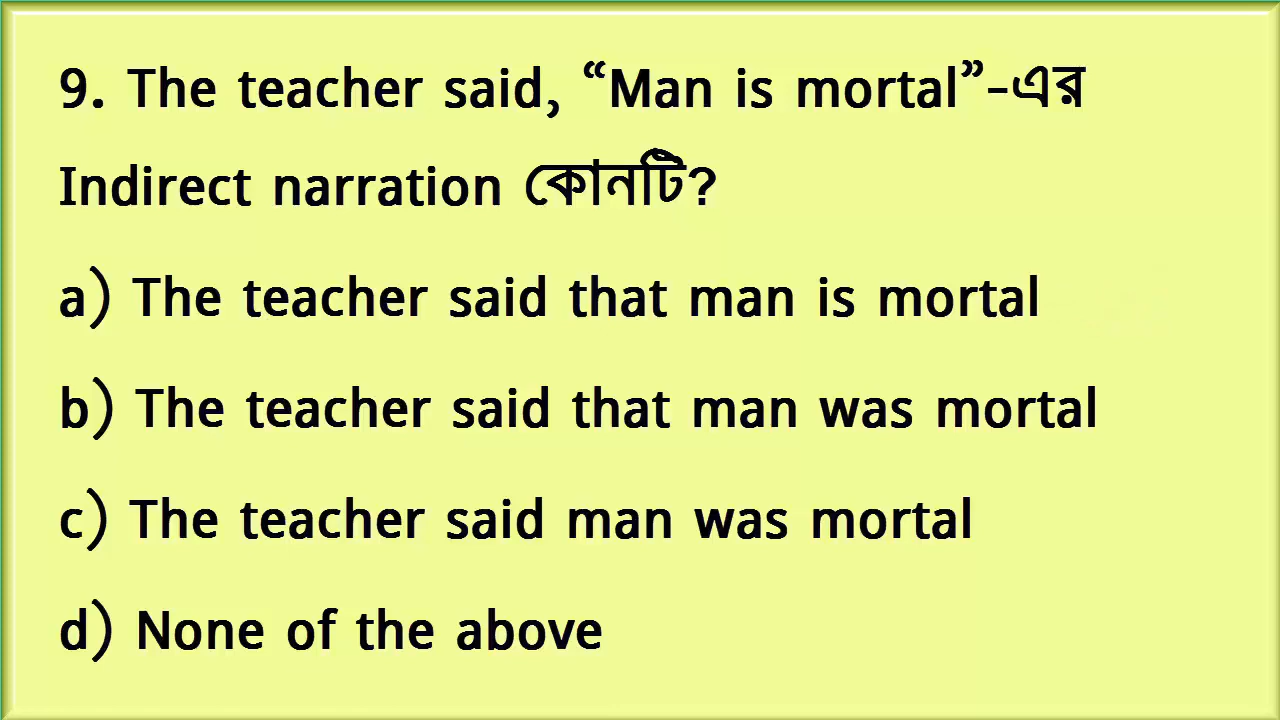 9. The teacher said, “Man is mortal”-এর
Indirect narration কোনটি?
a) The teacher said that man is mortal
b) The teacher said that man was mortal
c) The teacher said man was mortal
d) None of the above